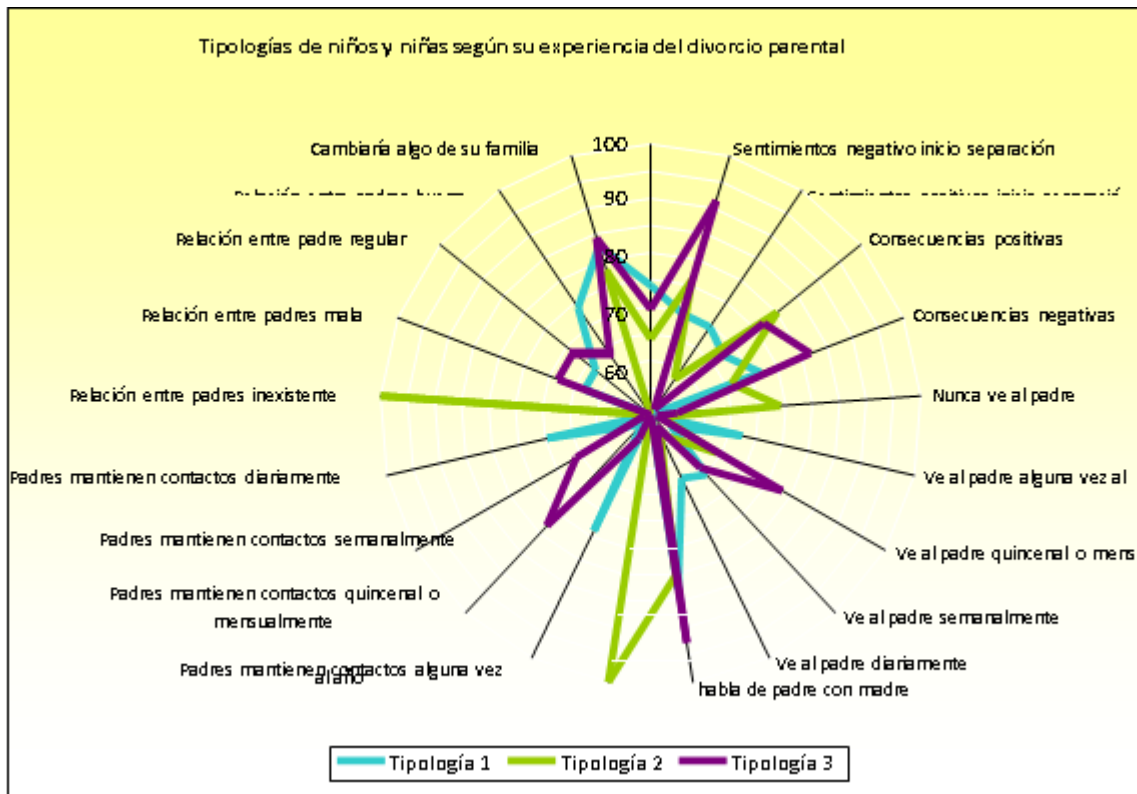 Tipologías de niños y niñas según su experiencia del divorcio parental
Cambiaría algo de su familia
100
Sentimientos negativo inicio separación
90
Relación entre padre regular
Consecuencias positivas
80
Relación entre padres mala
70
Consecuencias negativas
60
Relación entre padres inexistente
Nunca ve al padre
Padres mantienen contactos diariamente
Ve al padre alguna vez al
Padres mantienen contactos semanalmente
Ve al padre quincenal o mens
Padres mantienen contactos quincenal o
mensualmente
Ve al padre semanalmente
Padres mantienen contactos alguna vez
al año
Ve al padre diariamente
habla de padre con madre
Tipología 1
Tipología 2
Tipología 3